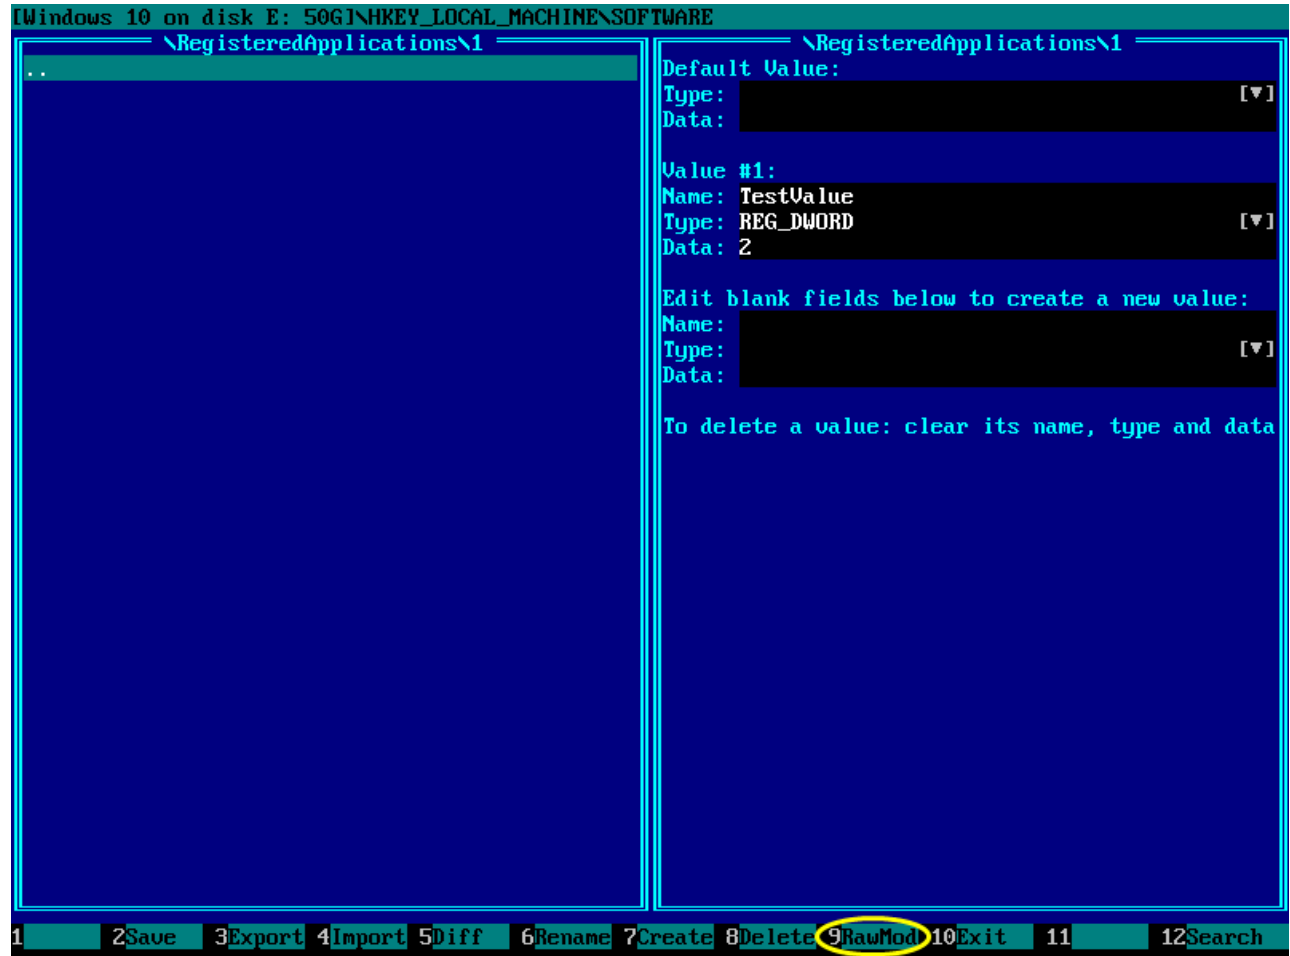 [Windows 10 on disk E: 50G]\HKEY_LOCAL_MACHINE\SOFTWARE
\RegisteredApplications\1
..
\RegisteredApplications\1
Default Value:
Type: [▼]
Data:
Value #1:
Name: TestValue
Type: REG_DWORD [▼]
Data: 2
Edit blank fields below to create a new value:
Name:
Type: [▼]
Data:
To delete a value: clear its name, type and data
1 2Save 3Export 4Import 5Diff 6Rename 7Create 8Delete 9RawMod 10Exit 11 12Search